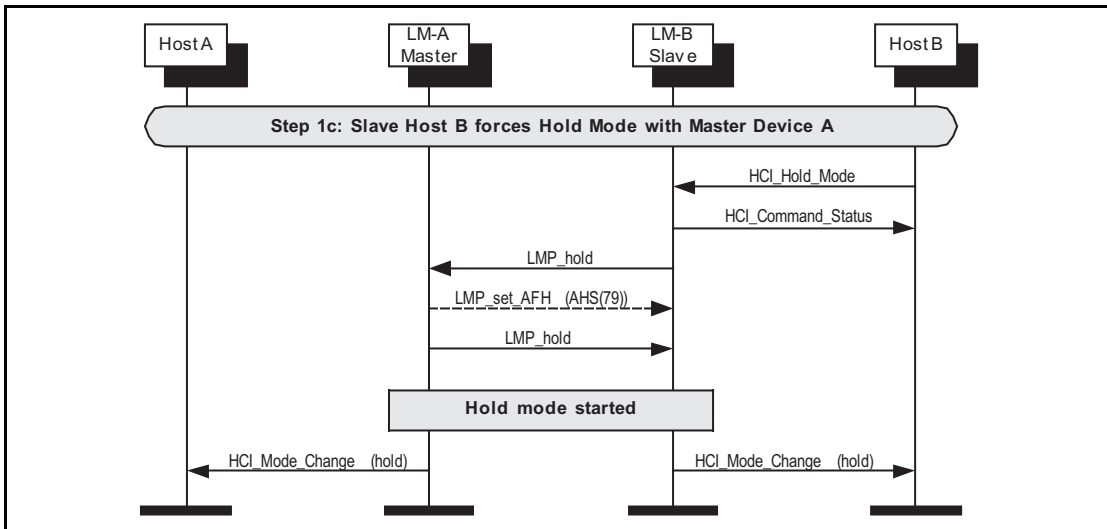 Host A
LM-A
Master
LM-B
Slave
Host B
Step 1c: Slave Host B forces Hold Mode with Master Device A
HCI_Hold_Mode
HCI_Command_Status
LMP_hold
LMP_set_AFH (AHS(79))
LMP_hold
Hold mode started
HCI_Mode_Change (hold)
HCI_Mode_Change (hold)